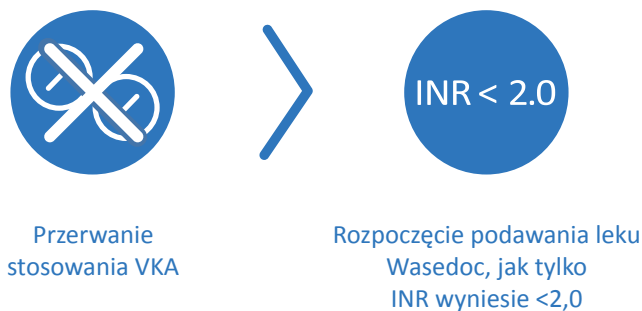 INR < 2.0
Przerwanie
stosowania VKA
Rozpoczęcie podawania leku
Wasedoc, jak tylko
INR wyniesie <2,0